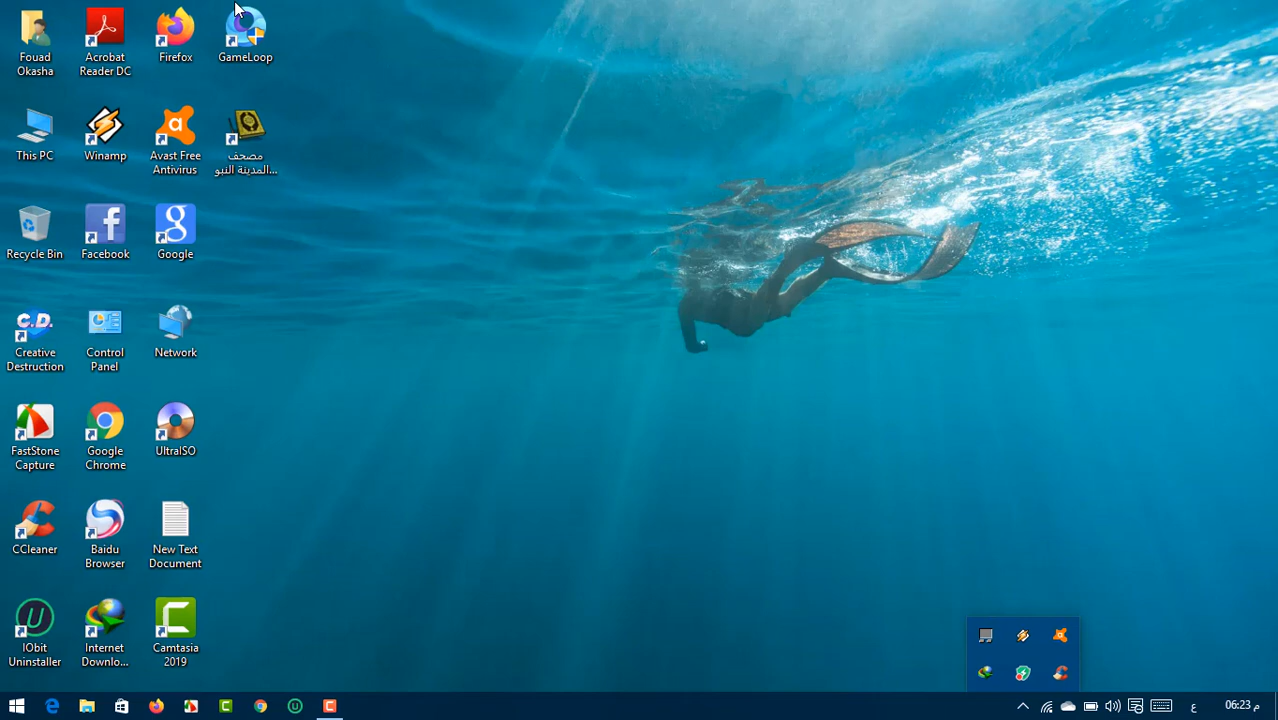 Fouad
Okasha
Acrobat
Reader DC
Firefox
GameLoop
This PC
Winamp
Avast Free
Antivirus
مصحف
المدينة النبو...
Recycle Bin
Facebook
Google
Creative
Destruction
Control
Panel
Network
FastStone
Capture
Google
Chrome
UltraISO
CCleaner
Baidu
Browser
New Text
Document
IObit
Uninstaller
Internet
Downlo...
Camtasia
2019
ع
06:23 م